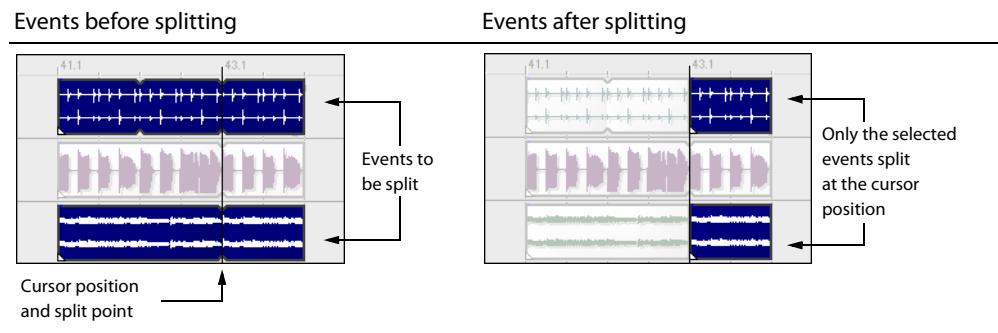 Events before splitting
Events after splitting
41.1
43.1
41.1
43.1
Events to
be split
Only the selected
events split
at the cursor
position
Cursor position
and split point